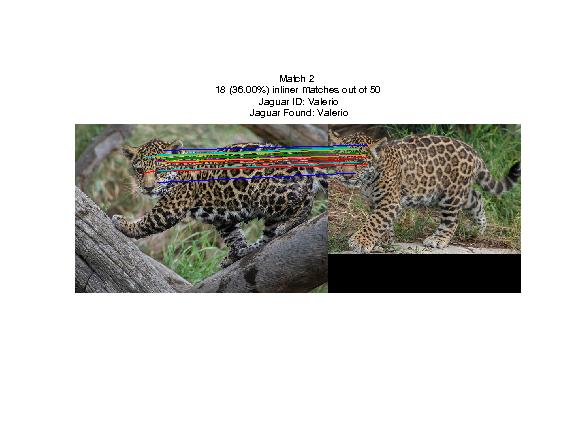 Match 2
18 (36.00%) inliner matches out of 50
Jaguar ID: Valerio
Jaguar Found: Valerio